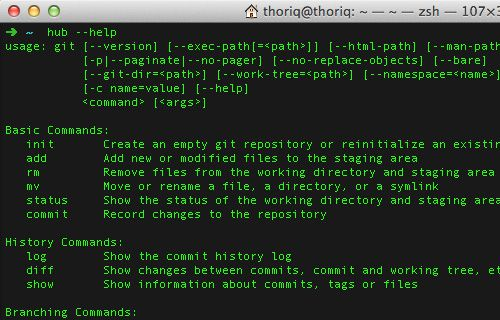 thoriq@thoriq: ~ — ~ — zsh — 107×
➜ ~ hub --help
usage: git [--version] [--exec-path[=<path>]] [--html-path] [--man-path
[-p|--paginate|--no-pager] [--no-replace-objects] [--bare]
[--git-dir=<path>] [--work-tree=<path>] [--namespace=<name>
[-c name=value] [--help]
<command> [<args>]
Basic Commands:
init Create an empty git repository or reinitialize an existin
add Add new or modified files to the staging area
rm Remove files from the working directory and staging area
mv Move or rename a file, a directory, or a symlink
status Show the status of the working directory and staging area
commit Record changes to the repository
History Commands:
log Show the commit history log
diff Show changes between commits, commit and working tree, et
show Show information about commits, tags or files
Branching Commands: